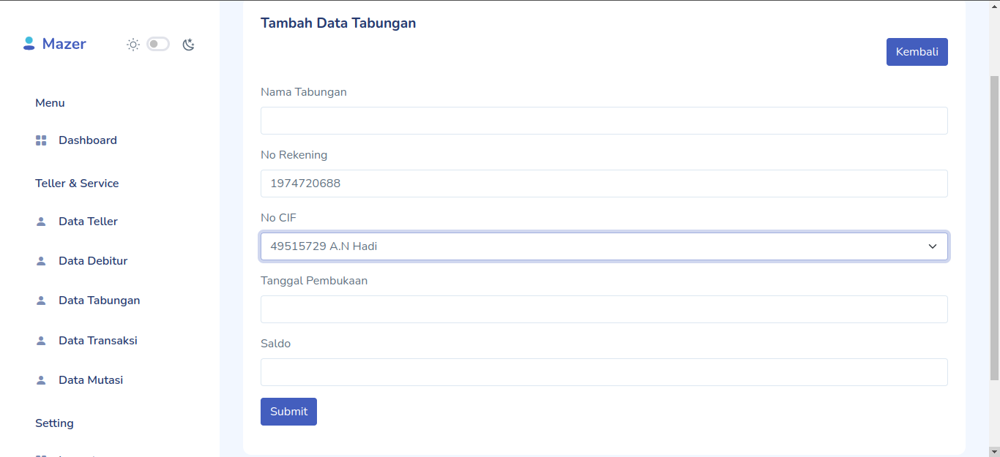 Mazer
Menu
Dashboard
Teller & Service
Data Teller
Data Debitur
Data Tabungan
Data Transaksi
Data Mutasi
Setting
Tambah Data Tabungan
Kembali
Nama Tabungan
No Rekening
1974720688
No CIF
49515729 A.N Hadi
Tanggal Pembukaan
Saldo
Submit